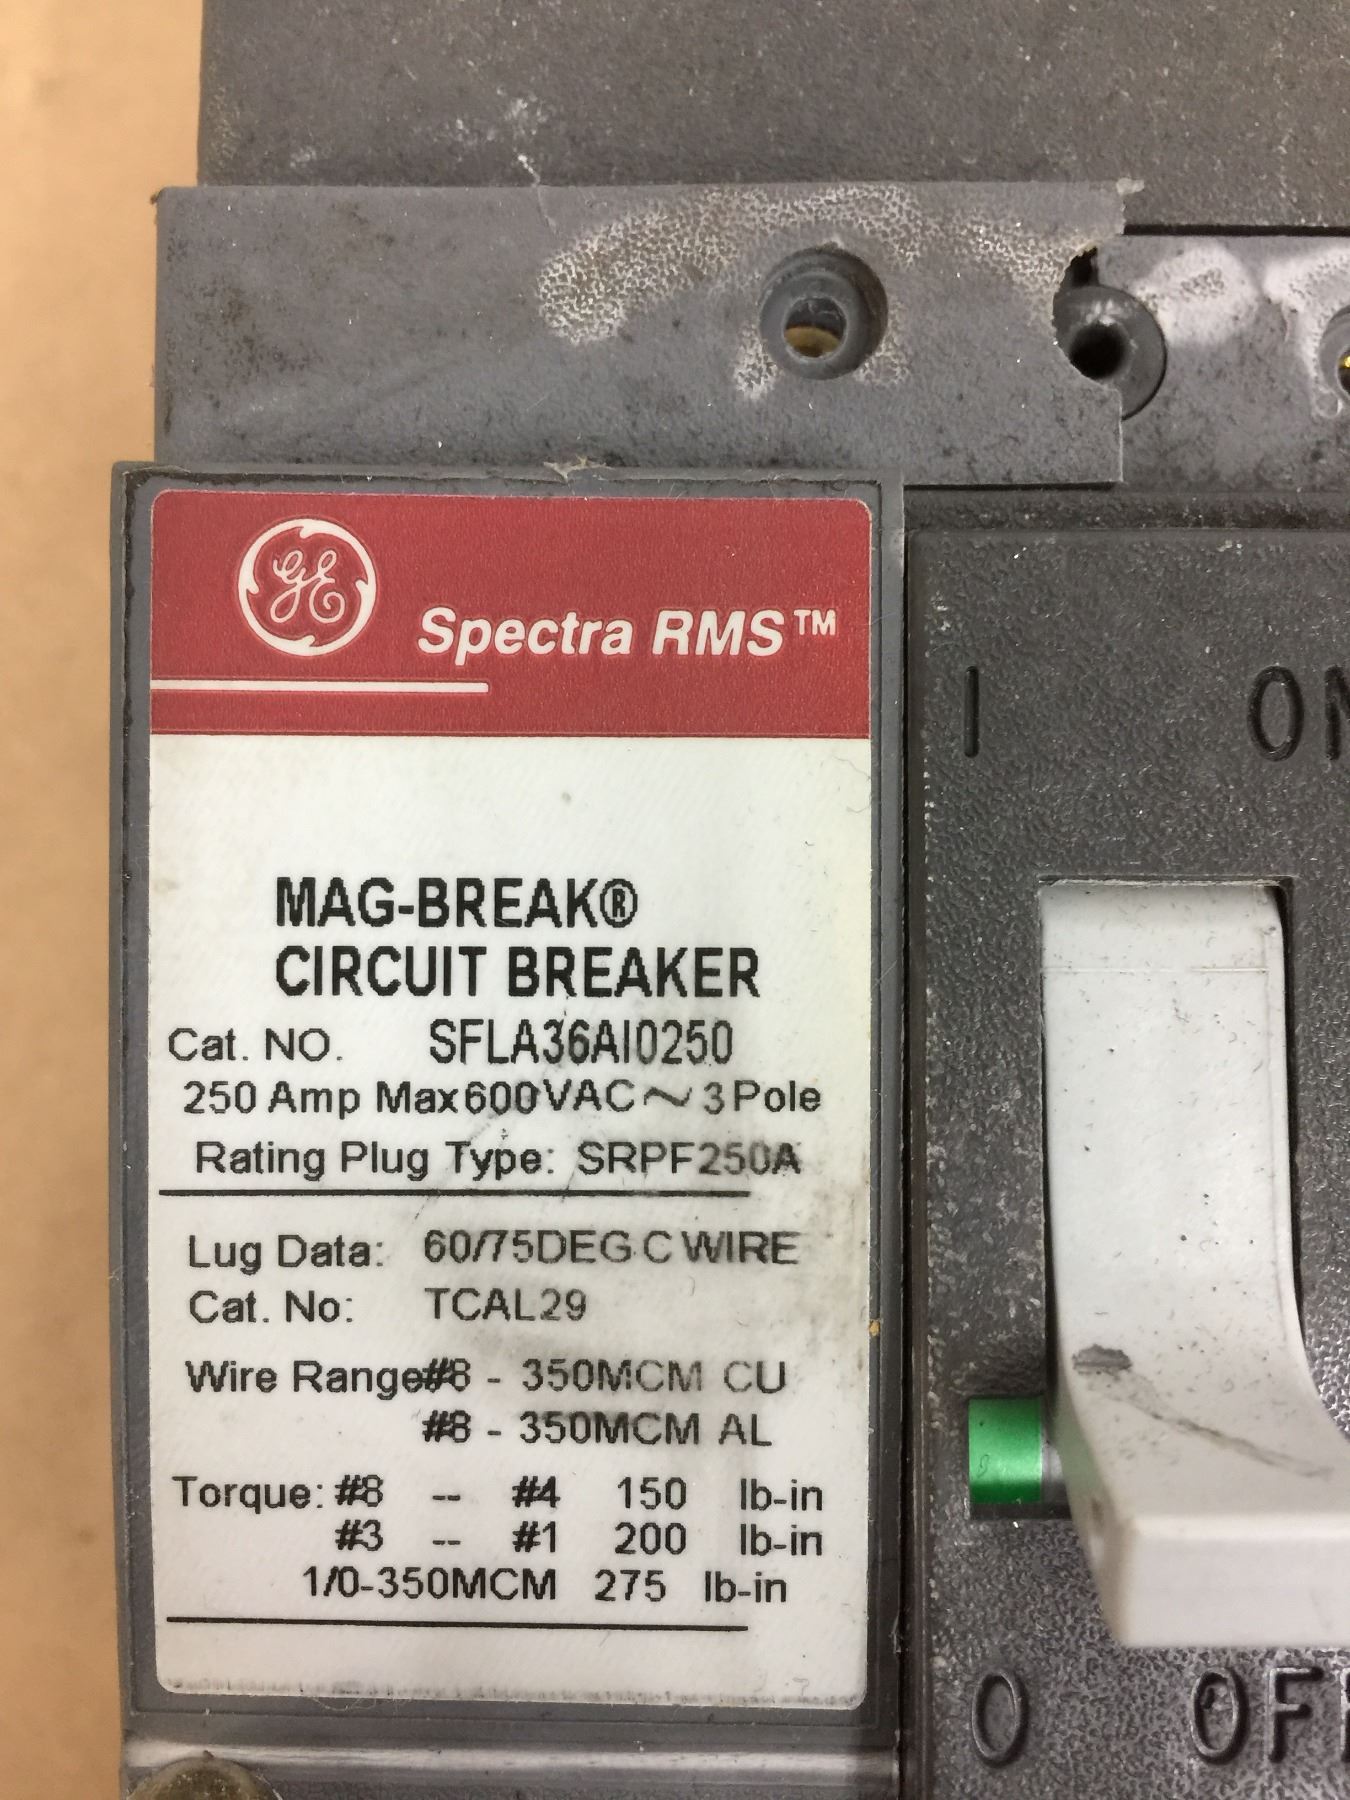 GE
Spectra RMS™
MAG-BREAK®
CIRCUIT BREAKER
Cat. NO. SFLA36AI0250
250 Amp Max 600VAC～ 3 Pole
Rating Plug Type: SRPF250A
Lug Data: 60/75DEG C WIRE
Cat. No: TCAL29
Wire Range#8 - 350MCM CU
#8 - 350MCM AL
Torque: #8 -- #4 150 lb-in
#3 -- #1 200 lb-in
1/0-350MCM 275 lb-in
I ON
O OF